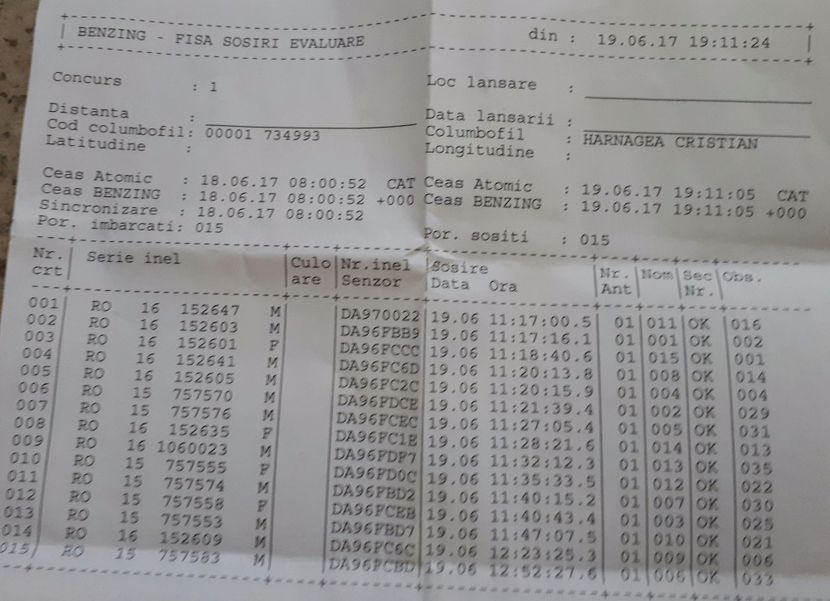 BENZING - FISA SOSIRI EVALUARE din : 19.06.17 19:11:24
Concurs : 1 Loc lansare :
Distanta : Data lansarii :
Cod columbofil: 00001 734993 Columbofil : HARNAGEA CRISTIAN
Latitudine : Longitudine :
Ceas Atomic : 18.06.17 08:00:52 CAT Ceas Atomic : 19.06.17 19:11:05 CAT
Ceas BENZING : 18.06.17 08:00:52 +000 Ceas BENZING : 19.06.17 19:11:05 +000
Sincronizare : 18.06.17 08:00:52
Por. imbarcati: 015 Por. sositi : 015
Nr. | Serie inel | Culo | Nr.inel | Sosire | Nr. | Nom | Sec | Obs.
crt | are | Senzor | Data Ora | Ant | Nr. |
001 | RO 16 152647 M | DA970022 | 19.06 11:17:00.5 | 01 | 011 | OK | 016
002 | RO 16 152603 M | DA96FBB9 | 19.06 11:17:16.1 | 01 | 001 | OK | 002
003 | RO 16 152601 F | DA96FCCC | 19.06 11:18:40.6 | 01 | 015 | OK | 001
004 | RO 16 152641 M | DA96FC6D | 19.06 11:20:13.8 | 01 | 008 | OK | 014
005 | RO 16 152605 M | DA96FC2C | 19.06 11:20:15.9 | 01 | 004 | OK | 004
006 | RO 15 757570 M | DA96FDCE | 19.06 11:21:39.4 | 01 | 002 | OK | 029
007 | RO 15 757576 M | DA96FCEC | 19.06 11:27:05.4 | 01 | 005 | OK | 031
008 | RO 16 152635 F | DA96FC1E | 19.06 11:28:21.6 | 01 | 014 | OK | 013
009 | RO 16 1060023 M | DA96FDF7 | 19.06 11:32:12.3 | 01 | 013 | OK | 035
010 | RO 15 757555 F | DA96FD0C | 19.06 11:35:33.5 | 01 | 012 | OK | 022
011 | RO 15 757574 M | DA96FBD2 | 19.06 11:40:15.2 | 01 | 007 | OK | 030
012 | RO 15 757558 F | DA96FCEB | 19.06 11:40:43.4 | 01 | 003 | OK | 025
013 | RO 15 757553 M | DA96FBD7 | 19.06 11:47:07.5 | 01 | 010 | OK | 021
014 | RO 16 152609 M | DA96FC6C | 19.06 12:23:25.3 | 01 | 009 | OK | 006
015 | RO 15 757583 M | DA96FCBD | 19.06 12:52:27.6 | 01 | 006 | OK | 033